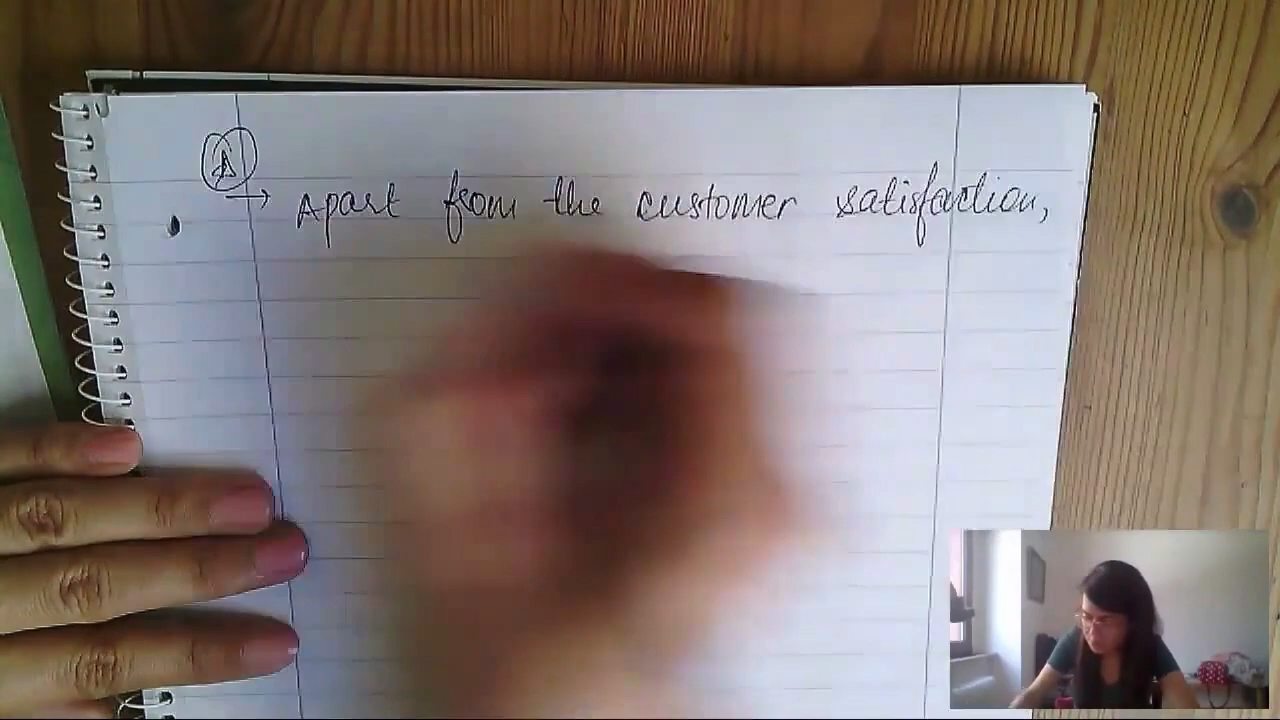 A
→ Apart from the customer satisfaction,